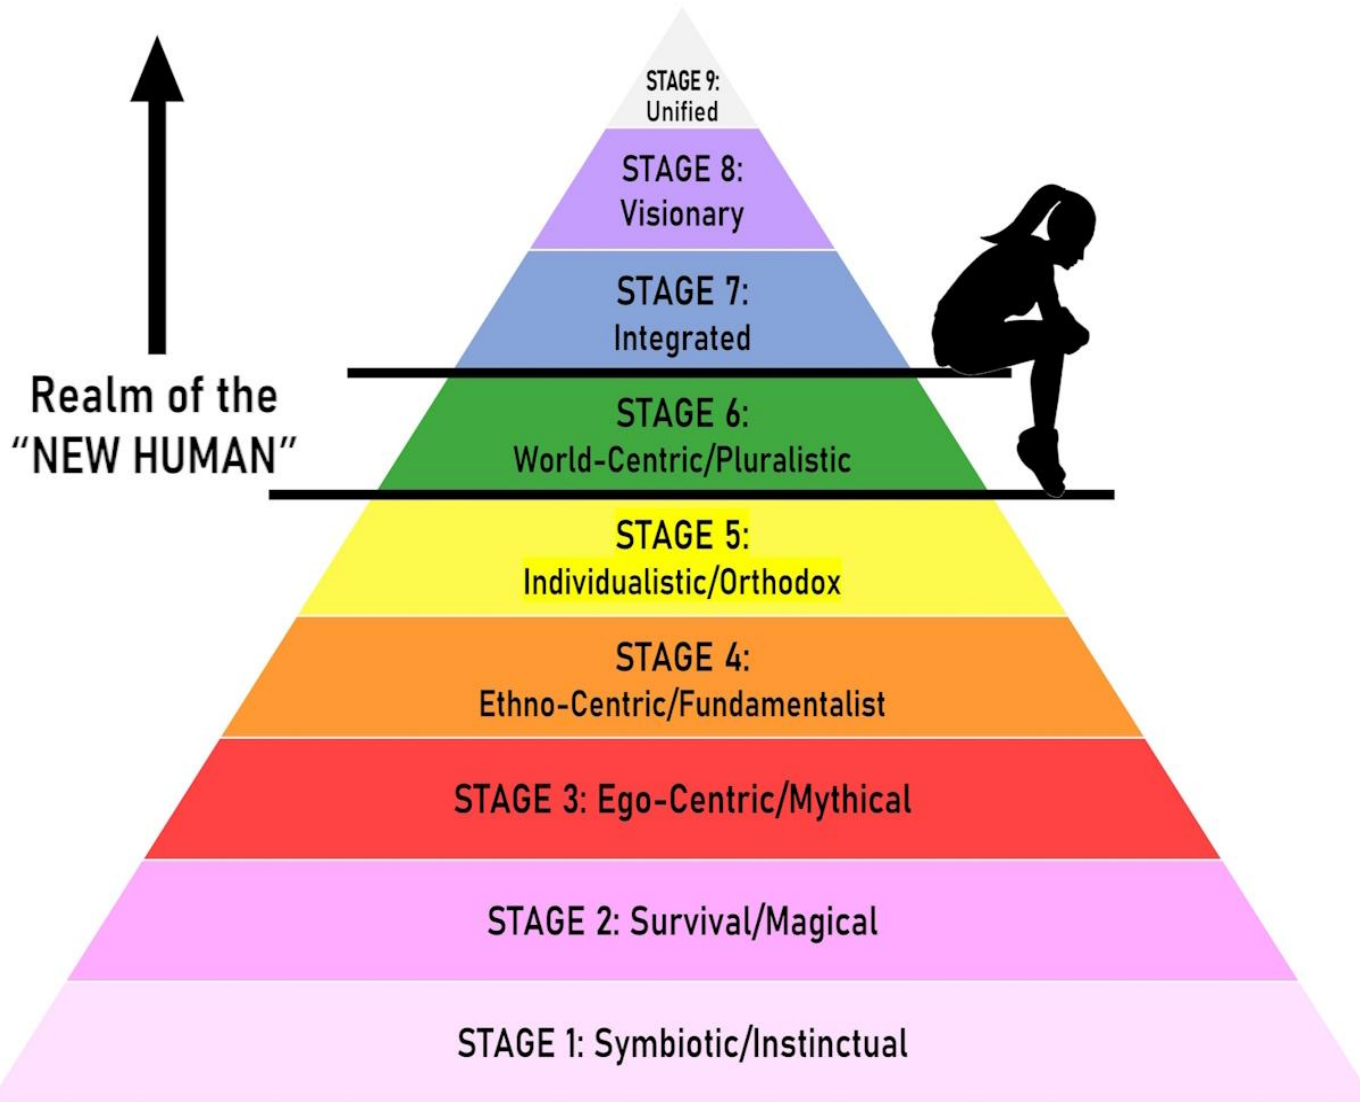 STAGE 9:
Unified
STAGE 8:
Visionary
STAGE 7:
Integrated
Realm of the
“NEW HUMAN”
STAGE 6:
World-Centric/Pluralistic
STAGE 5:
Individualistic/Orthodox
STAGE 4:
Ethno-Centric/Fundamentalist
STAGE 3: Ego-Centric/Mythical
STAGE 2: Survival/Magical
STAGE 1: Symbiotic/Instinctual